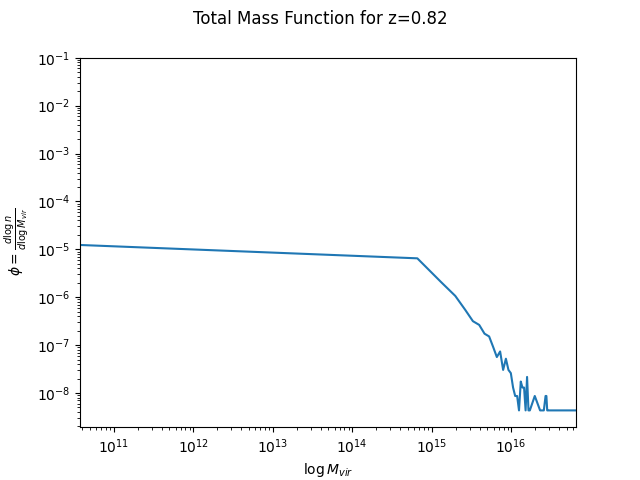 Total Mass Function for z=0.82
10⁻¹
10⁻²
10⁻³
10⁻⁴
10⁻⁵
10⁻⁶
10⁻⁷
10⁻⁸
ϕ = d log n / d log M_vir
10¹¹ 10¹² 10¹³ 10¹⁴ 10¹⁵ 10¹⁶
log M_vir